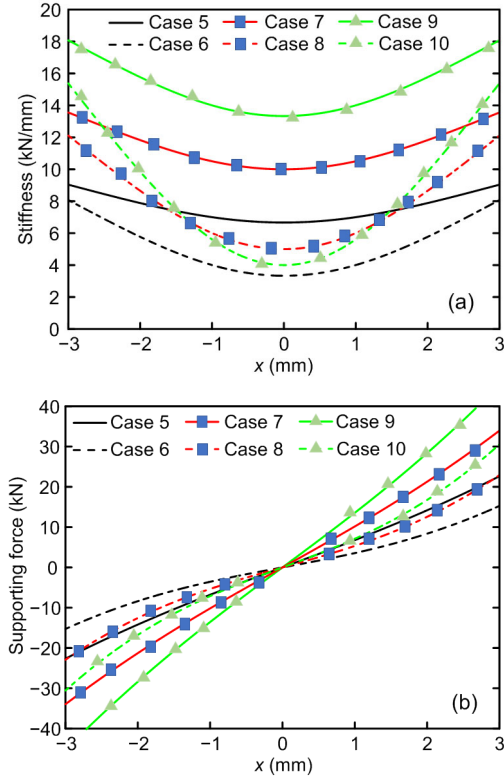 Case 5 Case 7 Case 9
Case 6 Case 8 Case 10
20
18
16
14
12
10
8
6
4
2
0
Stiffness (kN/mm)
(a)
−3 −2 −1 0 1 2 3
x (mm)
Case 5 Case 7 Case 9
Case 6 Case 8 Case 10
40
30
20
10
0
−10
−20
−30
−40
Supporting force (kN)
(b)
−3 −2 −1 0 1 2 3
x (mm)